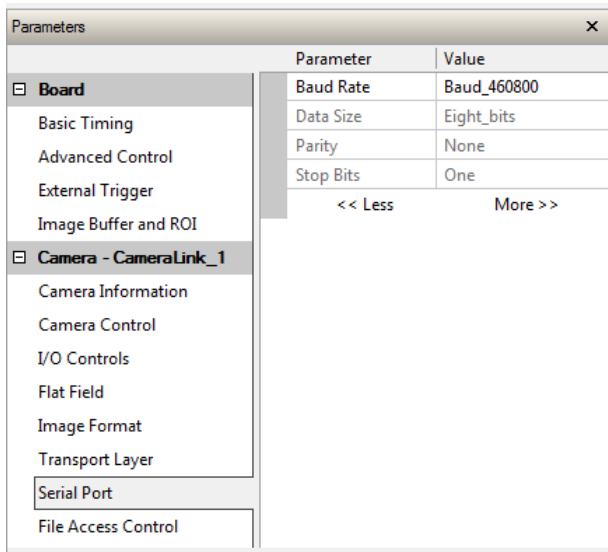 Parameters ×
Parameter Value
Board
Basic Timing
Advanced Control
External Trigger
Image Buffer and ROI
Camera - CameraLink_1
Camera Information
Camera Control
I/O Controls
Flat Field
Image Format
Transport Layer
Serial Port
File Access Control
Baud Rate Baud_460800
Data Size Eight_bits
Parity None
Stop Bits One
<< Less More >>